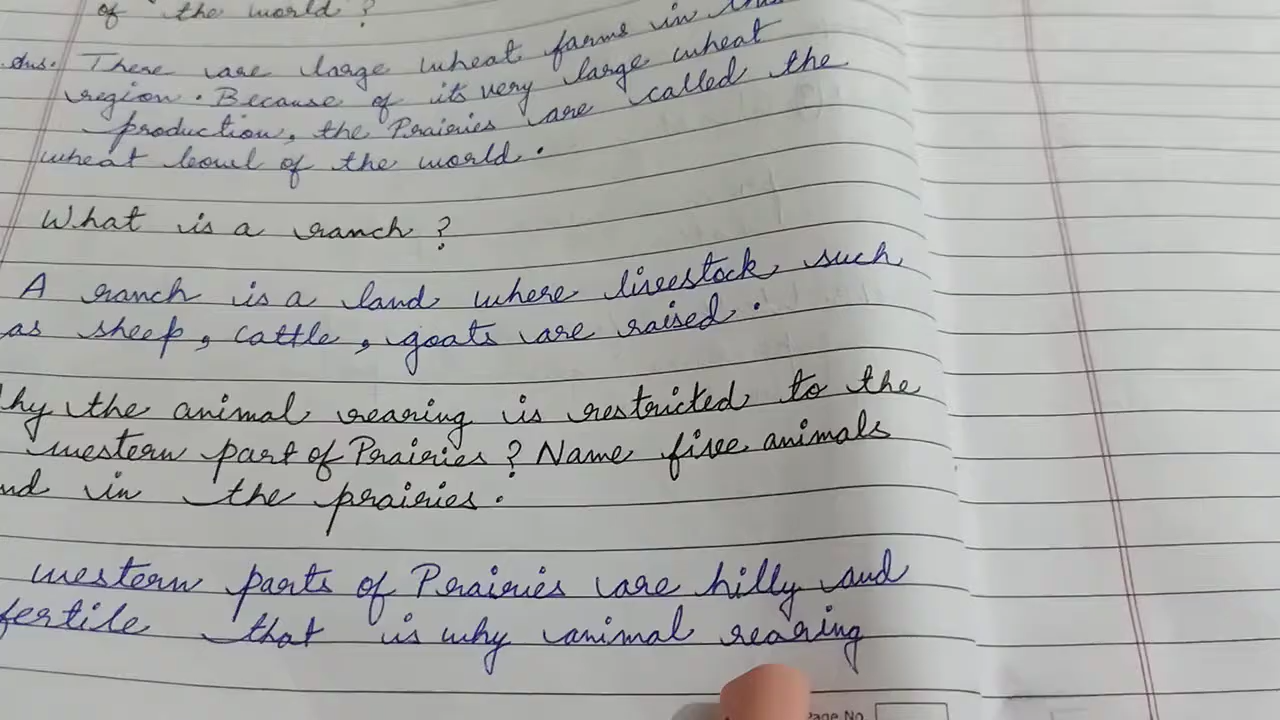 of the world ?
Ans. There are large wheat farms in this
region. Because of its very large wheat
production, the Prairies are called the
wheat bowl of the world.
What is a ranch ?
A ranch is a land where livestock such
as sheep, cattle, goats are raised.
hy the animal rearing is restricted to the
western part of Prairies ? Name five animals
nd in the prairies.
western parts of Prairies are hilly and
fertile that is why animal rearing
Page No.